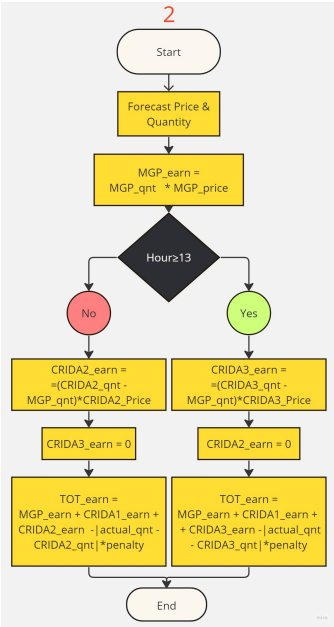 2
Start
Forecast Price &
Quantity
MGP_earn =
MGP_qnt * MGP_price
Hour≥13
No
Yes
CRIDA2_earn =
=(CRIDA2_qnt -
MGP_qnt)*CRIDA2_Price
CRIDA3_earn =
=(CRIDA3_qnt -
MGP_qnt)*CRIDA3_Price
CRIDA3_earn = 0
CRIDA2_earn = 0
TOT_earn =
MGP_earn + CRIDA1_earn +
CRIDA2_earn -|actual_qnt -
CRIDA2_qnt|*penalty
TOT_earn =
MGP_earn + CRIDA1_earn +
+ CRIDA3_earn -|actual_qnt
- CRIDA3_qnt|*penalty
End